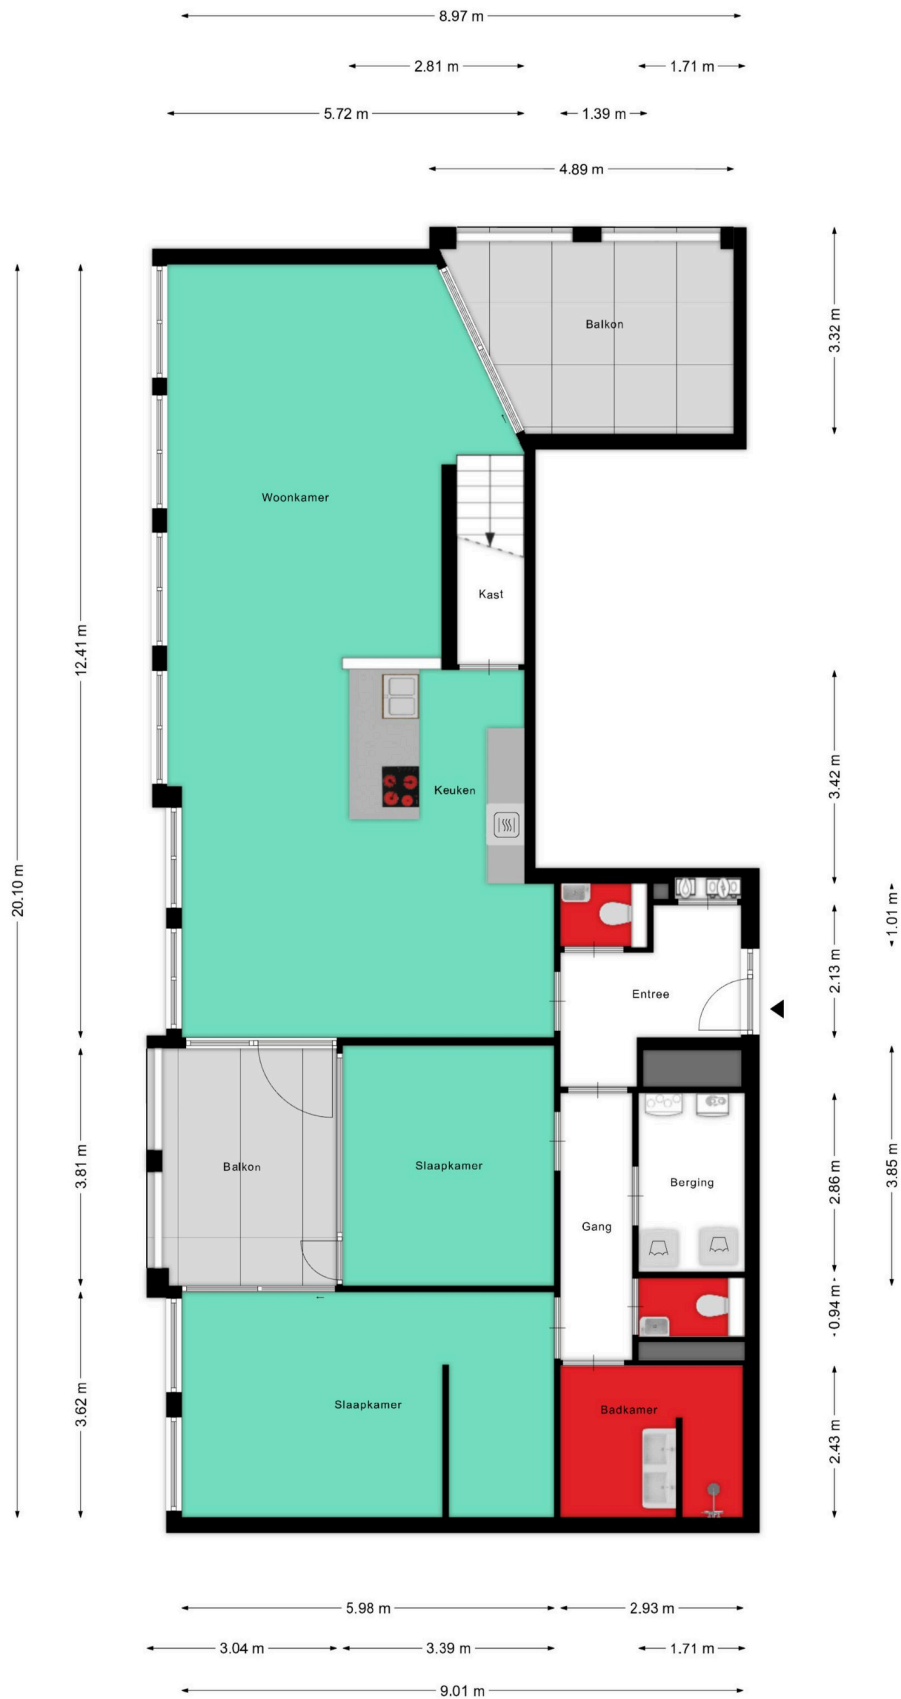 8.97 m
2.81 m
1.71 m
5.72 m
1.39 m
4.89 m
Balkon
3.32 m
Woonkamer
Kast
12.41 m
3.42 m
Keuken
20.10 m
1.01 m
2.13 m
Entree
Balkon
Slaapkamer
3.81 m
Berging
2.86 m
3.85 m
Gang
0.94 m
Slaapkamer
Badkamer
3.62 m
2.43 m
5.98 m
2.93 m
3.04 m
3.39 m
1.71 m
9.01 m